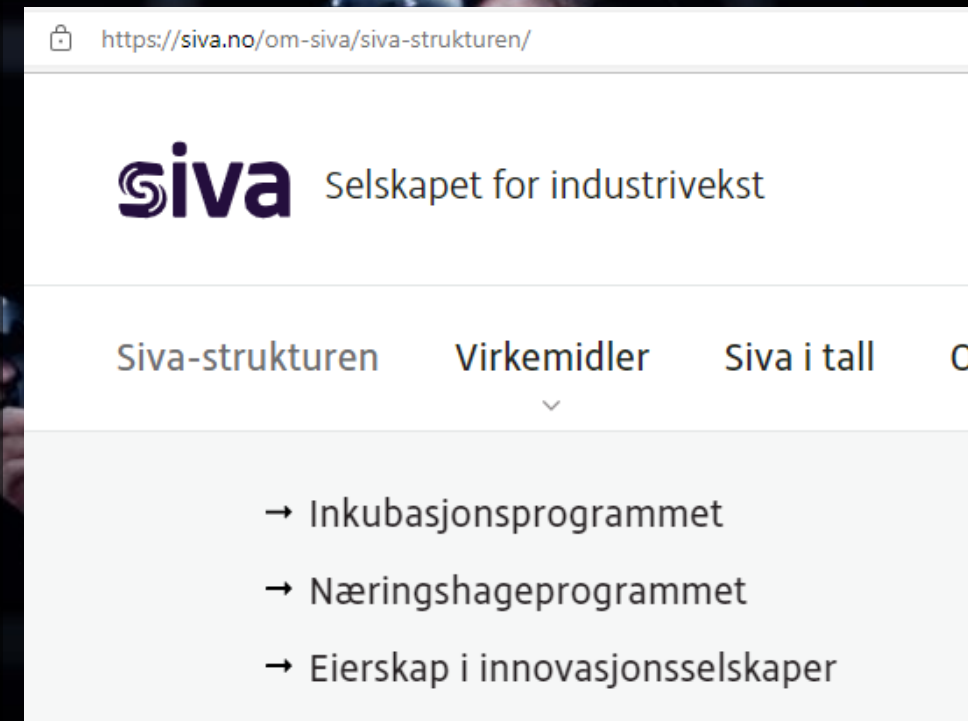 https://siva.no/om-siva/siva-strukturen/
siva Selskapet for industrivekst
Siva-strukturen Virkemidler Siva i tall
→ Inkubasjonsprogrammet
→ Næringshageprogrammet
→ Eierskap i innovasjonsselskaper